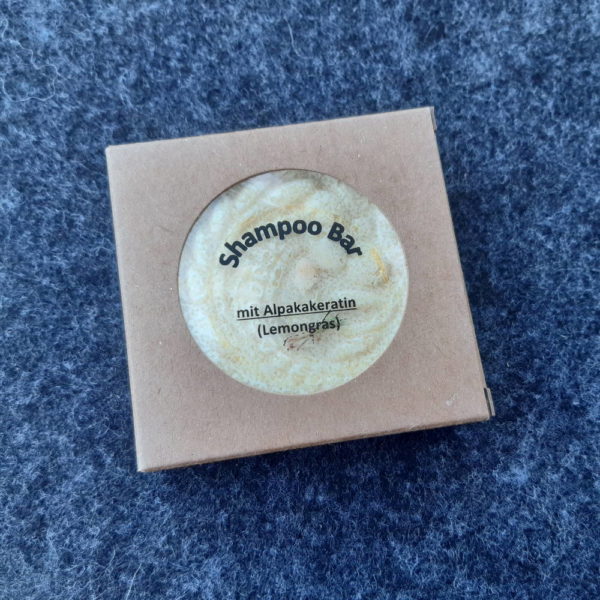 Shampoo Bar
mit Alpakakeratin
(Lemongras)